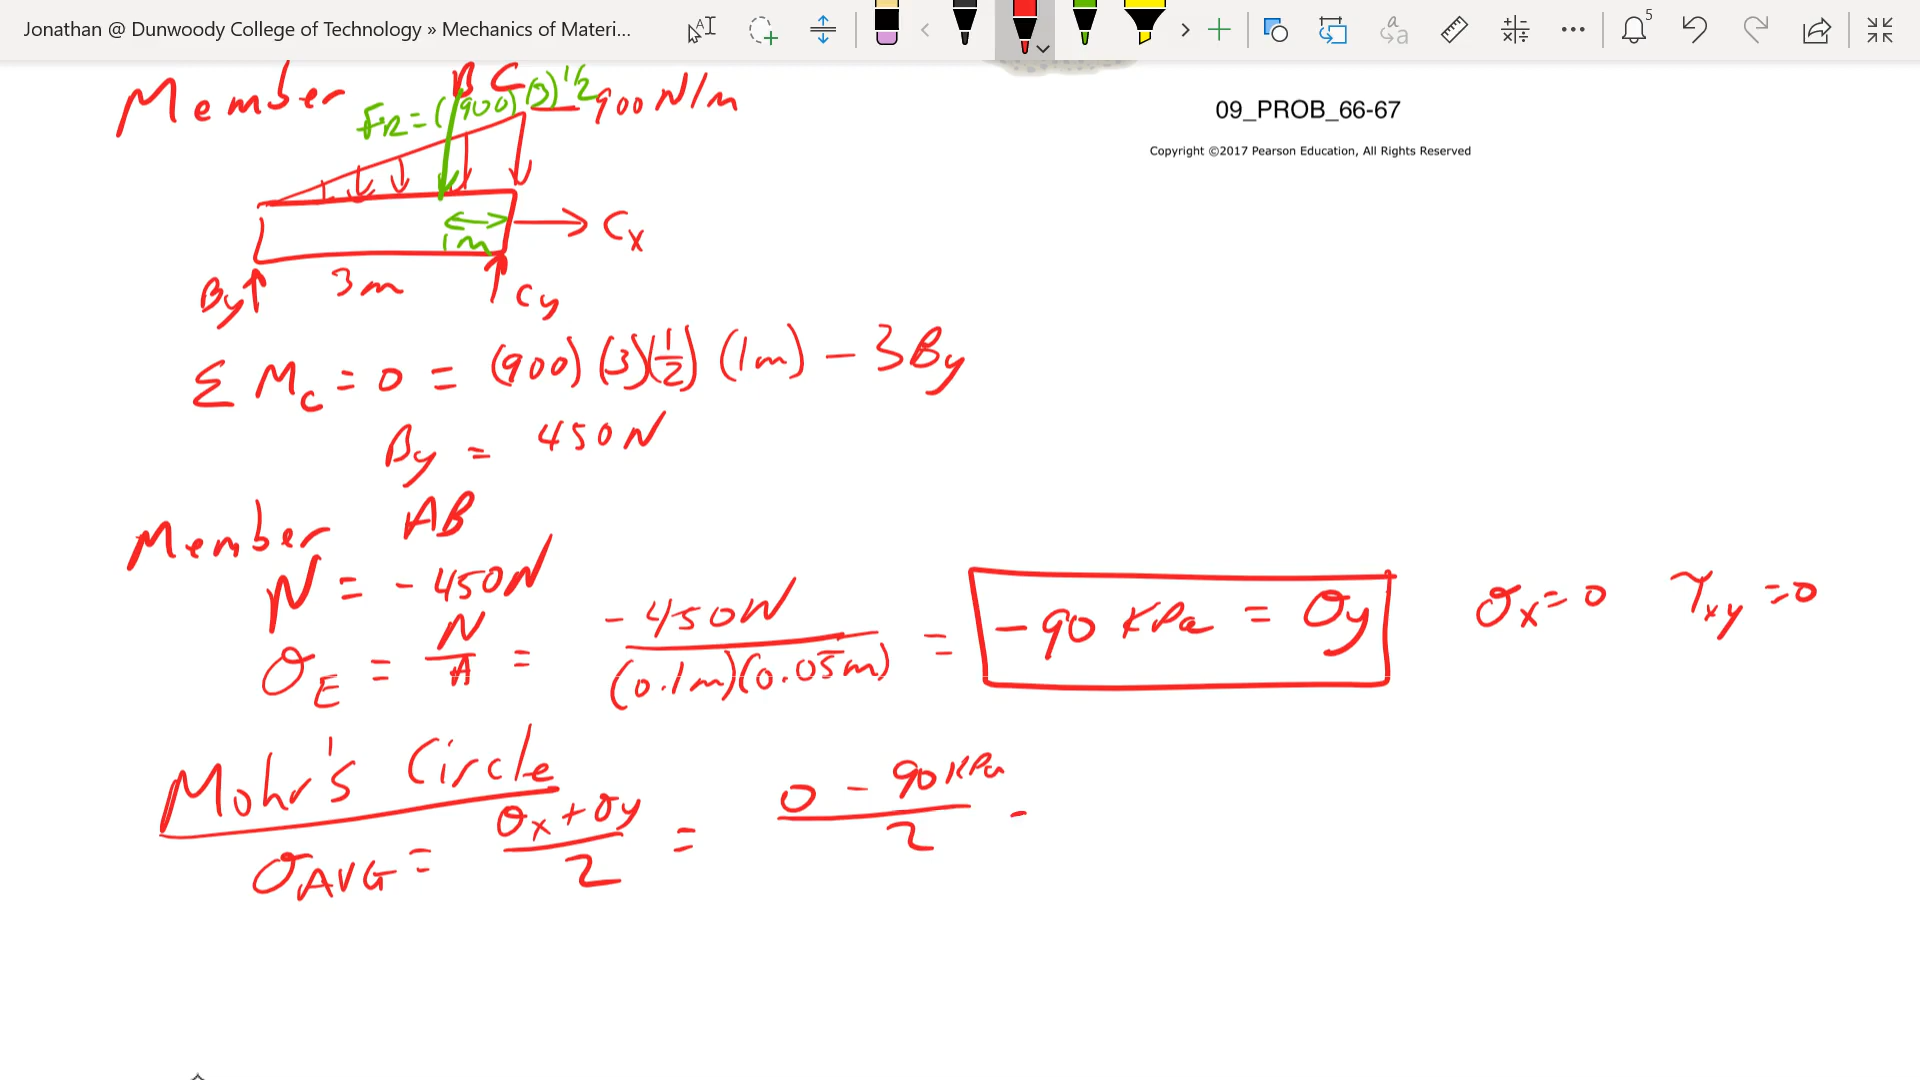 Jonathan @ Dunwoody College of Technology » Mechanics of Materi...
5
09_PROB_66-67
Copyright ©2017 Pearson Education, All Rights Reserved
Member BC
FR = (900)(3) 1/2
900 N/m
1m
Cx
By
3m
Cy
Σ Mc = 0 = (900)(3)(1/2)(1m) - 3By
By = 450N
Member AB
N = -450N
σE = N/A = -450N/(0.1m)(0.05m) = -90 KPa = σy
σx = 0
τxy = 0
Mohr's Circle
σAVG = σx + σy / 2 = 0 - 90 KPa / 2 -